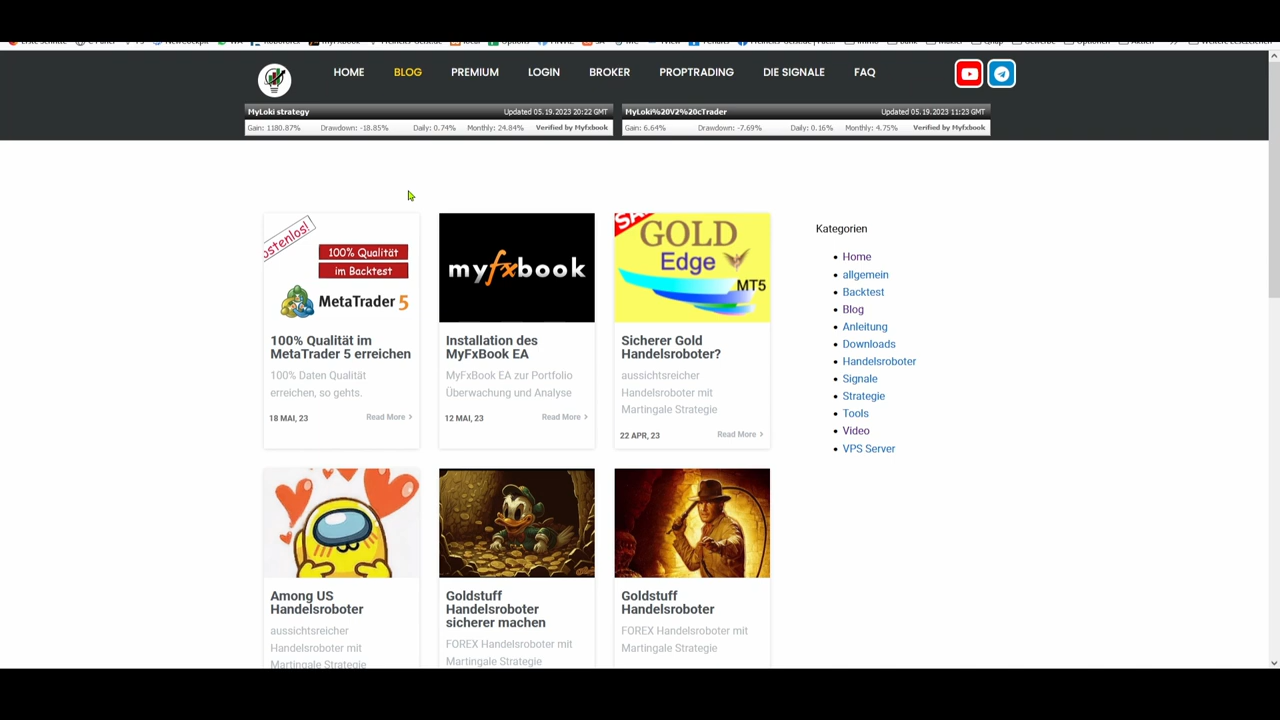 HOME BLOG PREMIUM LOGIN BROKER PROPTRADING DIE SIGNALE FAQ
MyLoki strategy Updated 05.19.2023 20:22 GMT
Gain: 1180.87% Drawdown: -18.85% Daily: 0.74% Monthly: 24.84% Verified by Myfxbook
MyLoki%20V2%20cTrader Updated 05.19.2023 11:23 GMT
Gain: 6.64% Drawdown: -7.69% Daily: 0.16% Monthly: 4.75% Verified by Myfxbook
100% Qualität
im Backtest
MetaTrader 5
100% Qualität im
MetaTrader 5 erreichen
100% Daten Qualität
erreichen, so gehts.
18 MAI, 23 Read More
myfxbook
Installation des
MyFxBook EA
MyFxBook EA zur Portfolio
Überwachung und Analyse
12 MAI, 23 Read More
GOLD
Edge
MT5
Sicherer Gold
Handelsroboter?
aussichtsreicher
Handelsroboter mit
Martingale Strategie
22 APR, 23 Read More
Among US
Handelsroboter
aussichtsreicher
Handelsroboter mit
Martingale Strategie
Goldstuff
Handelsroboter
sicherer machen
FOREX Handelsroboter mit
Martingale Strategie
Goldstuff
Handelsroboter
FOREX Handelsroboter mit
Martingale Strategie
Kategorien
Home
allgemein
Backtest
Blog
Anleitung
Downloads
Handelsroboter
Signale
Strategie
Tools
Video
VPS Server